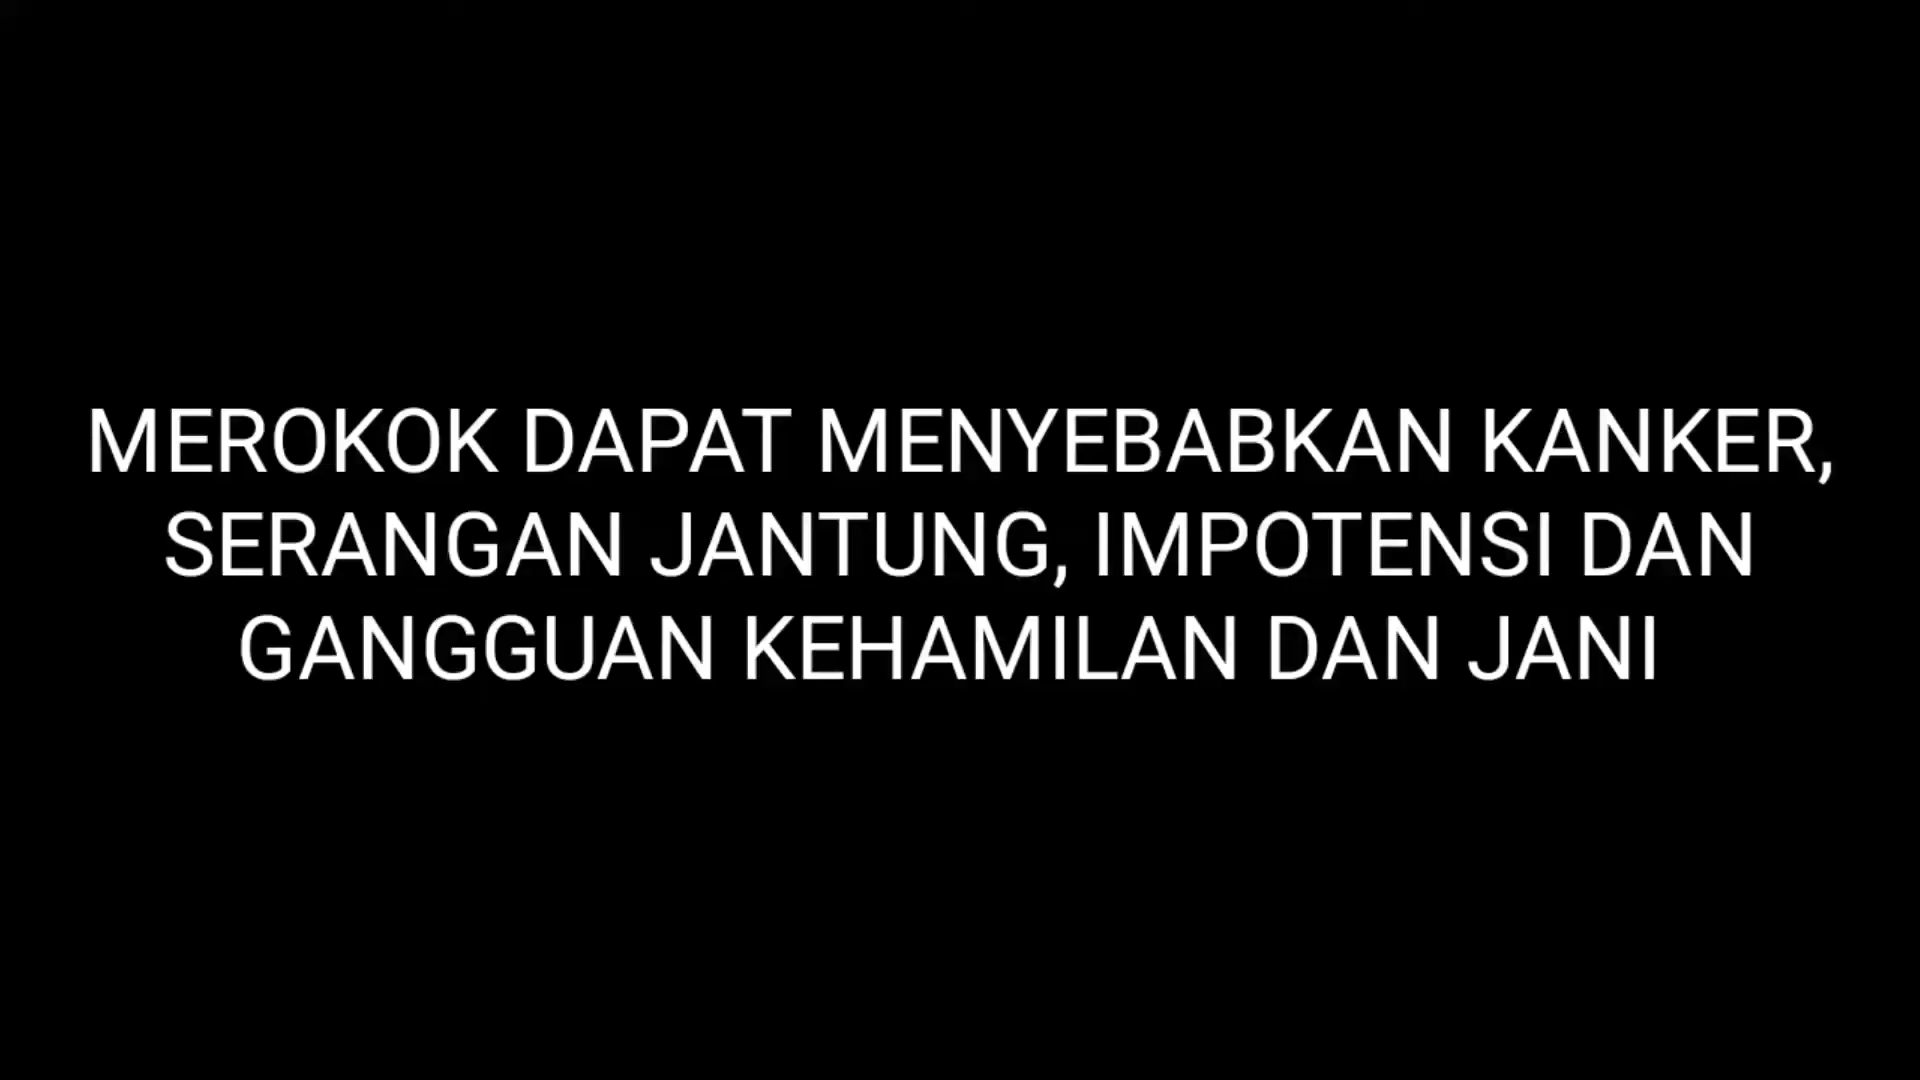 MEROKOK DAPAT MENYEBABKAN KANKER,
SERANGAN JANTUNG, IMPOTENSI DAN
GANGGUAN KEHAMILAN DAN JANI